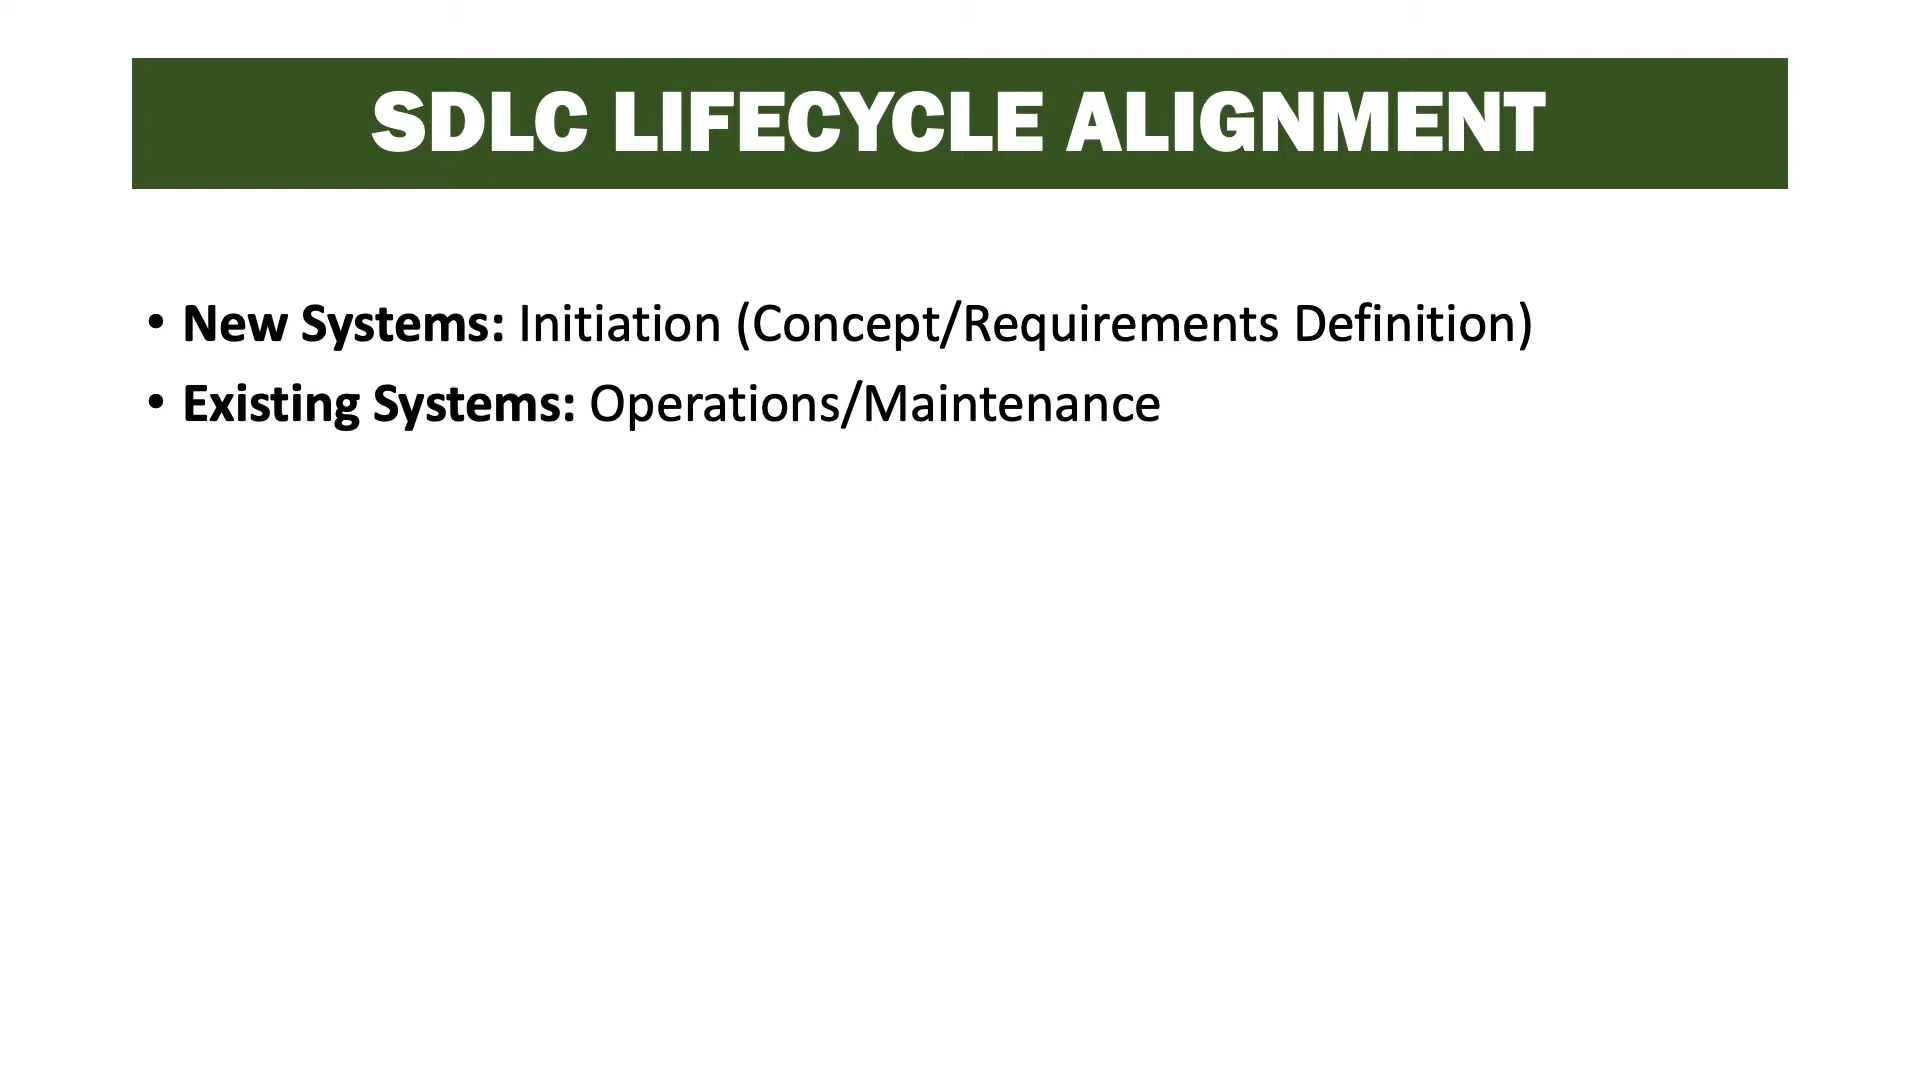 SDLC LIFECYCLE ALIGNMENT
• New Systems: Initiation (Concept/Requirements Definition)
• Existing Systems: Operations/Maintenance